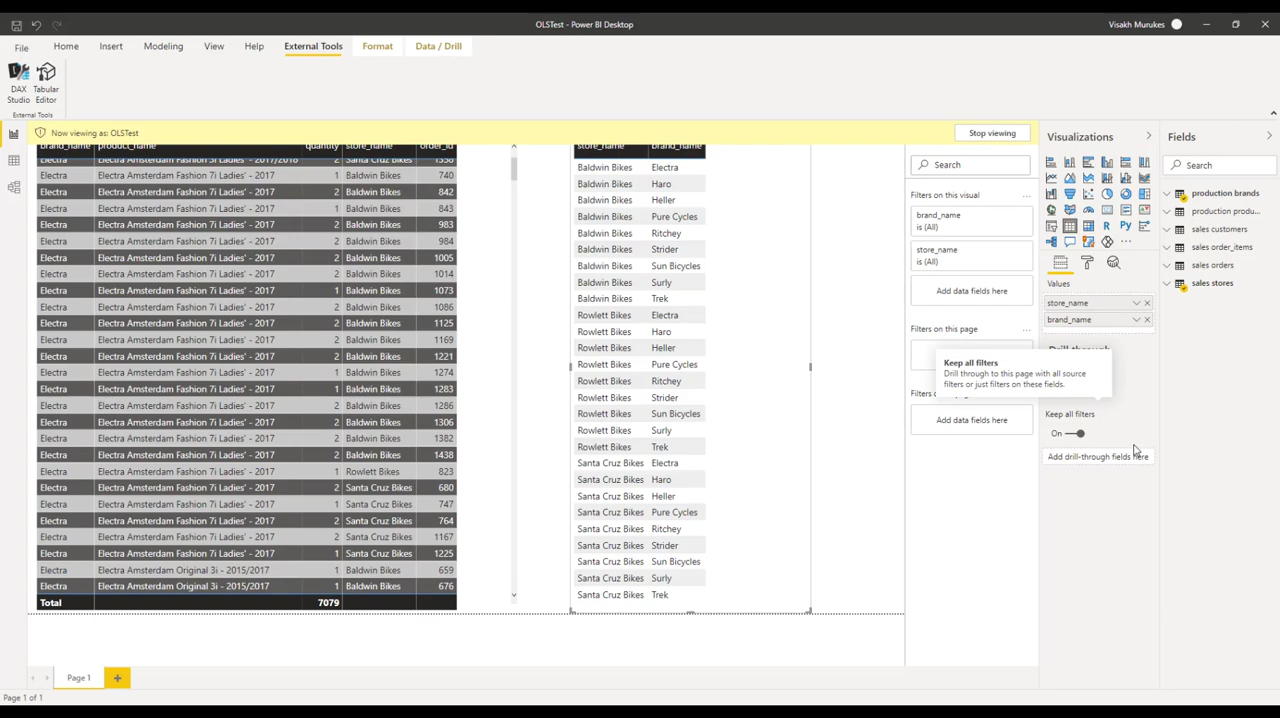 OLSTest - Power BI Desktop
Visakh Murukes
File
Home
Insert
Modeling
View
Help
External Tools
Format
Data / Drill
DAX
Studio
Tabular
Editor
External Tools
Now viewing as: OLSTest
Stop viewing
brand_name product_name quantity store_name order_id
Electra Electra Amsterdam Fashion 3i Ladies' - 2017/2018 2 Santa Cruz Bikes
Electra Electra Amsterdam Fashion 7i Ladies' - 2017 1 Baldwin Bikes 740
Electra Electra Amsterdam Fashion 7i Ladies' - 2017 2 Baldwin Bikes 842
Electra Electra Amsterdam Fashion 7i Ladies' - 2017 1 Baldwin Bikes 843
Electra Electra Amsterdam Fashion 7i Ladies' - 2017 2 Baldwin Bikes 983
Electra Electra Amsterdam Fashion 7i Ladies' - 2017 2 Baldwin Bikes 984
Electra Electra Amsterdam Fashion 7i Ladies' - 2017 2 Baldwin Bikes 1005
Electra Electra Amsterdam Fashion 7i Ladies' - 2017 2 Baldwin Bikes 1014
Electra Electra Amsterdam Fashion 7i Ladies' - 2017 1 Baldwin Bikes 1073
Electra Electra Amsterdam Fashion 7i Ladies' - 2017 2 Baldwin Bikes 1086
Electra Electra Amsterdam Fashion 7i Ladies' - 2017 2 Baldwin Bikes 1125
Electra Electra Amsterdam Fashion 7i Ladies' - 2017 2 Baldwin Bikes 1169
Electra Electra Amsterdam Fashion 7i Ladies' - 2017 2 Baldwin Bikes 1221
Electra Electra Amsterdam Fashion 7i Ladies' - 2017 1 Baldwin Bikes 1274
Electra Electra Amsterdam Fashion 7i Ladies' - 2017 1 Baldwin Bikes 1283
Electra Electra Amsterdam Fashion 7i Ladies' - 2017 2 Baldwin Bikes 1286
Electra Electra Amsterdam Fashion 7i Ladies' - 2017 2 Baldwin Bikes 1306
Electra Electra Amsterdam Fashion 7i Ladies' - 2017 2 Baldwin Bikes 1382
Electra Electra Amsterdam Fashion 7i Ladies' - 2017 2 Baldwin Bikes 1438
Electra Electra Amsterdam Fashion 7i Ladies' - 2017 1 Rowlett Bikes 823
Electra Electra Amsterdam Fashion 7i Ladies' - 2017 2 Santa Cruz Bikes 680
Electra Electra Amsterdam Fashion 7i Ladies' - 2017 1 Santa Cruz Bikes 747
Electra Electra Amsterdam Fashion 7i Ladies' - 2017 2 Santa Cruz Bikes 764
Electra Electra Amsterdam Fashion 7i Ladies' - 2017 2 Santa Cruz Bikes 1167
Electra Electra Amsterdam Fashion 7i Ladies' - 2017 1 Santa Cruz Bikes 1225
Electra Electra Amsterdam Original 3i - 2015/2017 1 Baldwin Bikes 659
Electra Electra Amsterdam Original 3i - 2015/2017 1 Baldwin Bikes 676
Total 7079
store_name brand_name
Baldwin Bikes Electra
Baldwin Bikes Haro
Baldwin Bikes Heller
Baldwin Bikes Pure Cycles
Baldwin Bikes Ritchey
Baldwin Bikes Strider
Baldwin Bikes Sun Bicycles
Baldwin Bikes Surly
Baldwin Bikes Trek
Rowlett Bikes Electra
Rowlett Bikes Haro
Rowlett Bikes Heller
Rowlett Bikes Pure Cycles
Rowlett Bikes Ritchey
Rowlett Bikes Strider
Rowlett Bikes Sun Bicycles
Rowlett Bikes Surly
Rowlett Bikes Trek
Santa Cruz Bikes Electra
Santa Cruz Bikes Haro
Santa Cruz Bikes Heller
Santa Cruz Bikes Pure Cycles
Santa Cruz Bikes Ritchey
Santa Cruz Bikes Strider
Santa Cruz Bikes Sun Bicycles
Santa Cruz Bikes Surly
Santa Cruz Bikes Trek
Search
Filters on this visual ...
brand_name
is (All)
store_name
is (All)
Add data fields here
Filters on this page ...
Add data fields here
Visualizations
R
Py
Values
store_name
brand_name
Drill through
Keep all filters
Drill through to this page with all source
filters or just filters on these fields.
Keep all filters
On
Add drill-through fields here
Fields
Search
production brands
production produ...
sales customers
sales order_items
sales orders
sales stores
Page 1
Page 1 of 1